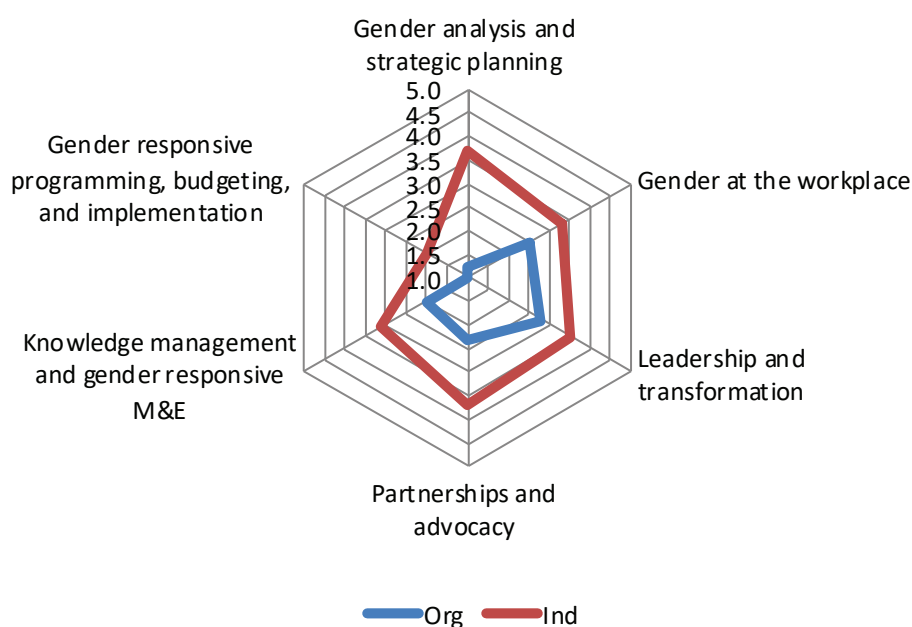 Gender analysis and
strategic planning
5.0
4.5
4.0
3.5
3.0
2.5
2.0
1.5
1.0
Gender at the workplace
Leadership and
transformation
Partnerships and
advocacy
Knowledge management
and gender responsive
M&E
Gender responsive
programming, budgeting,
and implementation
Org
Ind